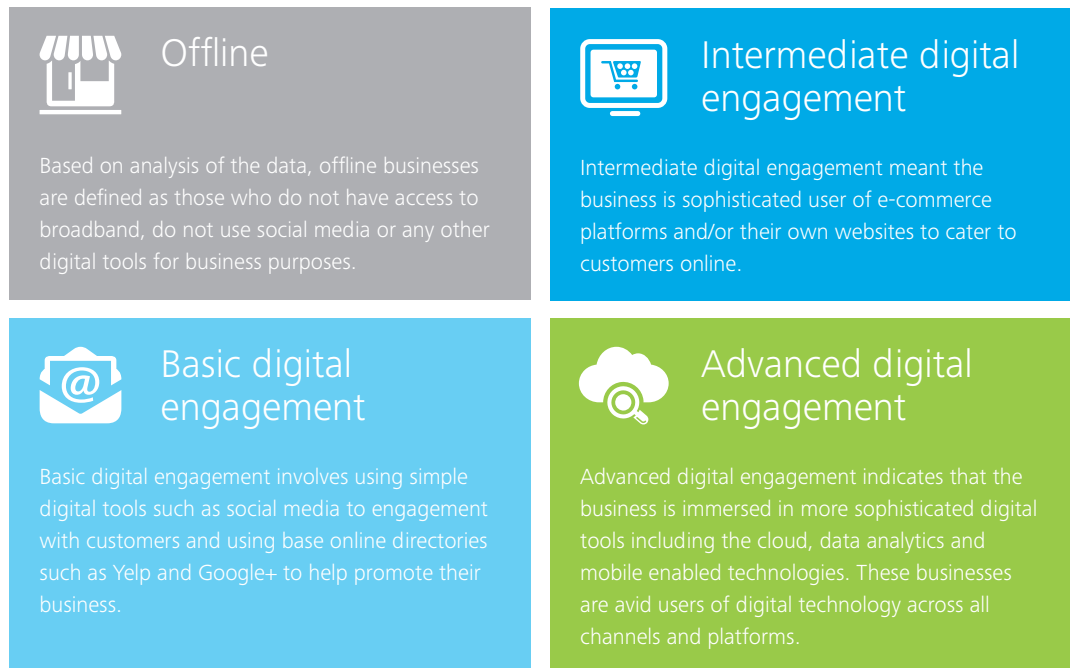 Offline
Based on analysis of the data, offline businesses
are defined as those who do not have access to
broadband, do not use social media or any other
digital tools for business purposes.
Intermediate digital
engagement
Intermediate digital engagement meant the
business is sophisticated user of e-commerce
platforms and/or their own websites to cater to
customers online.
@
Basic digital
engagement
Basic digital engagement involves using simple
digital tools such as social media to engagement
with customers and using base online directories
such as Yelp and Google+ to help promote their
business.
Advanced digital
engagement
Advanced digital engagement indicates that the
business is immersed in more sophisticated digital
tools including the cloud, data analytics and
mobile enabled technologies. These businesses
are avid users of digital technology across all
channels and platforms.